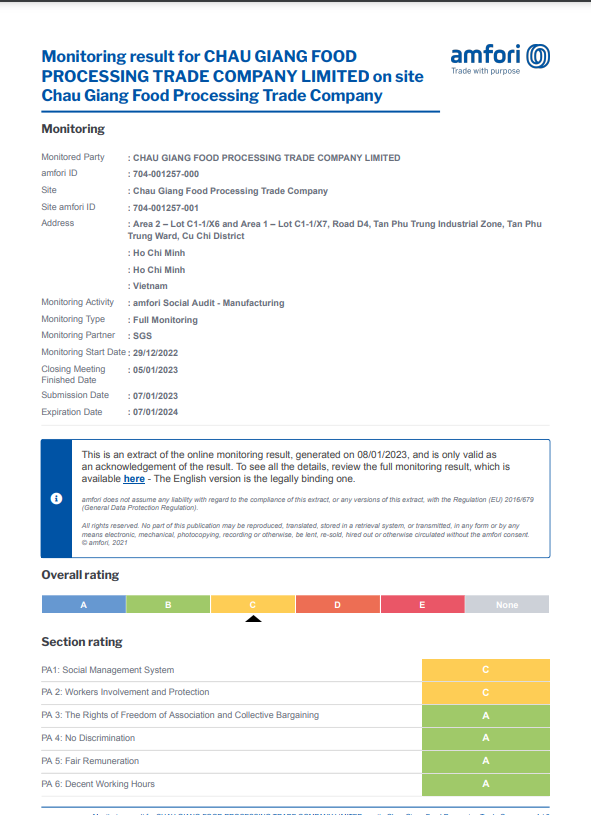 Monitoring result for CHAU GIANG FOOD
PROCESSING TRADE COMPANY LIMITED on site
Chau Giang Food Processing Trade Company
amfori
Trade with purpose
Monitoring
Monitored Party : CHAU GIANG FOOD PROCESSING TRADE COMPANY LIMITED
amfori ID : 704-001257-000
Site : Chau Giang Food Processing Trade Company
Site amfori ID : 704-001257-001
Address : Area 2 – Lot C1-1/X6 and Area 1 – Lot C1-1/X7, Road D4, Tan Phu Trung Industrial Zone, Tan Phu
Trung Ward, Cu Chi District
: Ho Chi Minh
: Ho Chi Minh
: Vietnam
Monitoring Activity : amfori Social Audit - Manufacturing
Monitoring Type : Full Monitoring
Monitoring Partner : SGS
Monitoring Start Date : 29/12/2022
Closing Meeting : 05/01/2023
Finished Date
Submission Date : 07/01/2023
Expiration Date : 07/01/2024
This is an extract of the online monitoring result, generated on 08/01/2023, and is only valid as
an acknowledgement of the result. To see all the details, review the full monitoring result, which is
available here - The English version is the legally binding one.
amfori does not assume any liability with regard to the compliance of this extract, or any versions of this extract, with the Regulation (EU) 2016/679
(General Data Protection Regulation).
All rights reserved. No part of this publication may be reproduced, translated, stored in a retrieval system, or transmitted, in any form or by any
means electronic, mechanical, photocopying, recording or otherwise, be lent, re-sold, hired out or otherwise circulated without the amfori consent.
© amfori, 2021
Overall rating
A B C D E None
Section rating
PA1: Social Management System C
PA 2: Workers Involvement and Protection C
PA 3: The Rights of Freedom of Association and Collective Bargaining A
PA 4: No Discrimination A
PA 5: Fair Remuneration A
PA 6: Decent Working Hours A